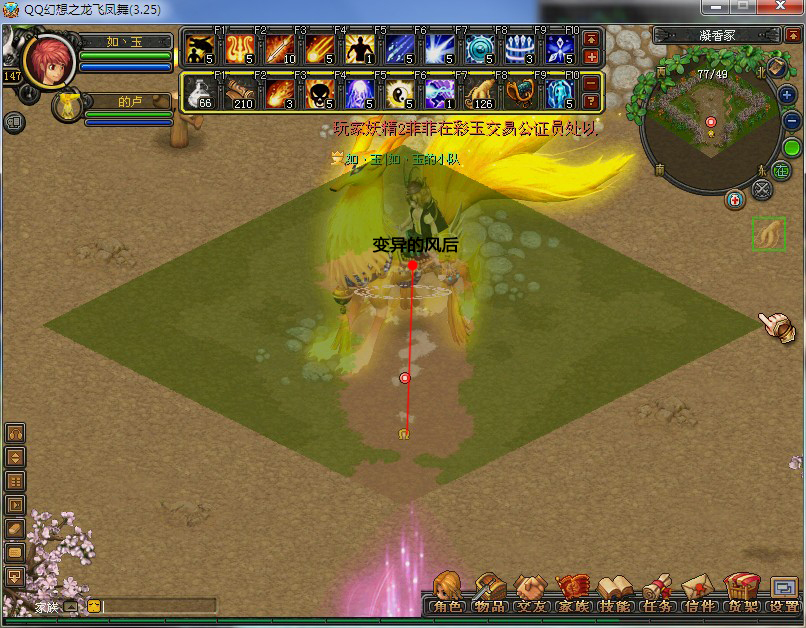 QQ幻想之龙飞凤舞(3.25)
如丶玉
147
的卢
F1 F2 F3 F4 F5 F6 F7 F8 F9 F10
5 5 10 5 1 5 5 5 3 5
F1 F2 F3 F4 F5 F6 F7 F8 F9 F10
66 210 3 5 5 5 1 126 5
凝香冢
77/49
西
北
南
东
玩家妖精2菲菲在彩玉交易公证员处以
如丶玉|如丶玉的小队
变异的风后
家族
角色 物品 交友 家族 技能 任务 信件 货架 设置